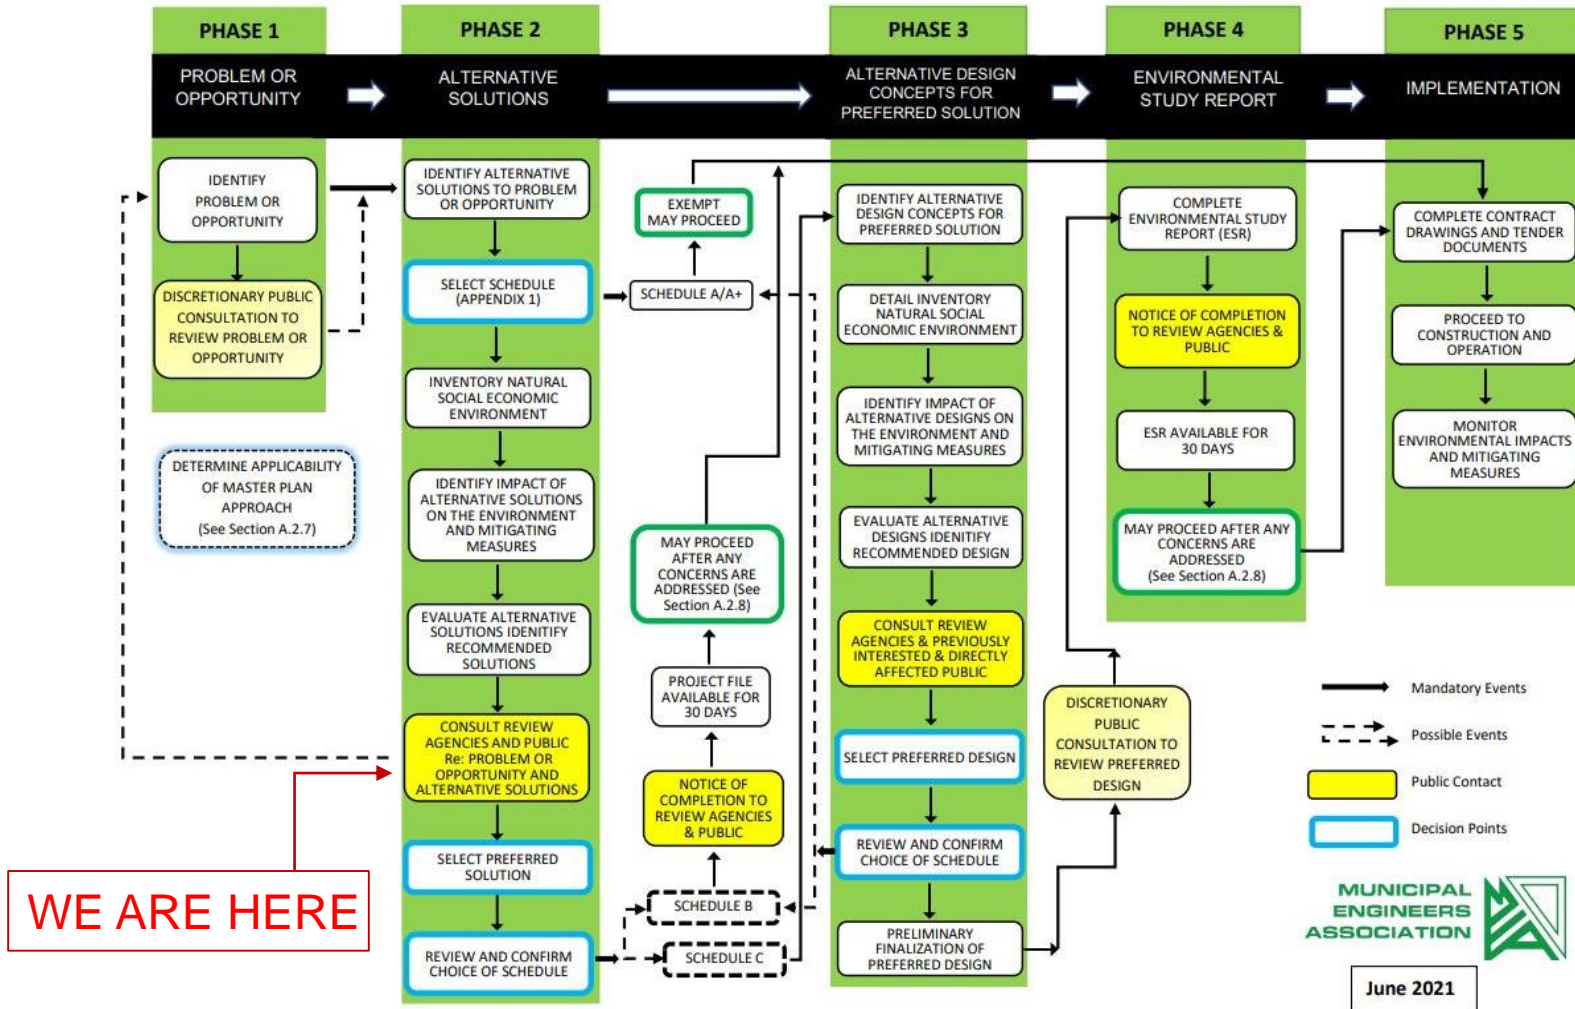 PHASE 1
PHASE 2
PHASE 3
PHASE 4
PHASE 5
PROBLEM OR
OPPORTUNITY
ALTERNATIVE
SOLUTIONS
ALTERNATIVE DESIGN
CONCEPTS FOR
PREFERRED SOLUTION
ENVIRONMENTAL
STUDY REPORT
IMPLEMENTATION
IDENTIFY
PROBLEM OR
OPPORTUNITY
DISCRETIONARY PUBLIC
CONSULTATION TO
REVIEW PROBLEM OR
OPPORTUNITY
DETERMINE APPLICABILITY
OF MASTER PLAN
APPROACH
(See Section A.2.7)
WE ARE HERE
IDENTIFY ALTERNATIVE
SOLUTIONS TO PROBLEM
OR OPPORTUNITY
SELECT SCHEDULE
(APPENDIX 1)
INVENTORY NATURAL
SOCIAL ECONOMIC
ENVIRONMENT
IDENTIFY IMPACT OF
ALTERNATIVE SOLUTIONS
ON THE ENVIRONMENT
AND MITIGATING
MEASURES
EVALUATE ALTERNATIVE
SOLUTIONS IDENITIFY
RECOMMENDED
SOLUTIONS
CONSULT REVIEW
AGENCIES AND PUBLIC
Re: PROBLEM OR
OPPORTUNITY AND
ALTERNATIVE SOLUTIONS
SELECT PREFERRED
SOLUTION
REVIEW AND CONFIRM
CHOICE OF SCHEDULE
EXEMPT
MAY PROCEED
SCHEDULE A/A+
MAY PROCEED
AFTER ANY
CONCERNS ARE
ADDRESSED (See
Section A.2.8)
PROJECT FILE
AVAILABLE FOR
30 DAYS
NOTICE OF
COMPLETION TO
REVIEW AGENCIES
& PUBLIC
SCHEDULE B
SCHEDULE C
IDENTIFY ALTERNATIVE
DESIGN CONCEPTS FOR
PREFERRED SOLUTION
DETAIL INVENTORY
NATURAL SOCIAL
ECONOMIC ENVIRONMENT
IDENTIFY IMPACT OF
ALTERNATIVE DESIGNS ON
THE ENVIRONMENT AND
MITIGATING MEASURES
EVALUATE ALTERNATIVE
DESIGNS IDENITIFY
RECOMMENDED DESIGN
CONSULT REVIEW
AGENCIES & PREVIOUSLY
INTERESTED & DIRECTLY
AFFECTED PUBLIC
SELECT PREFERRED DESIGN
REVIEW AND CONFIRM
CHOICE OF SCHEDULE
PRELIMINARY
FINALIZATION OF
PREFERRED DESIGN
COMPLETE
ENVIRONMENTAL STUDY
REPORT (ESR)
NOTICE OF COMPLETION
TO REVIEW AGENCIES &
PUBLIC
ESR AVAILABLE FOR
30 DAYS
MAY PROCEED AFTER ANY
CONCERNS ARE
ADDRESSED
(See Section A.2.8)
DISCRETIONARY
PUBLIC
CONSULTATION TO
REVIEW PREFERRED
DESIGN
COMPLETE CONTRACT
DRAWINGS AND TENDER
DOCUMENTS
PROCEED TO
CONSTRUCTION AND
OPERATION
MONITOR
ENVIRONMENTAL IMPACTS
AND MITIGATING
MEASURES
Mandatory Events
Possible Events
Public Contact
Decision Points
MUNICIPAL
ENGINEERS
ASSOCIATION
June 2021